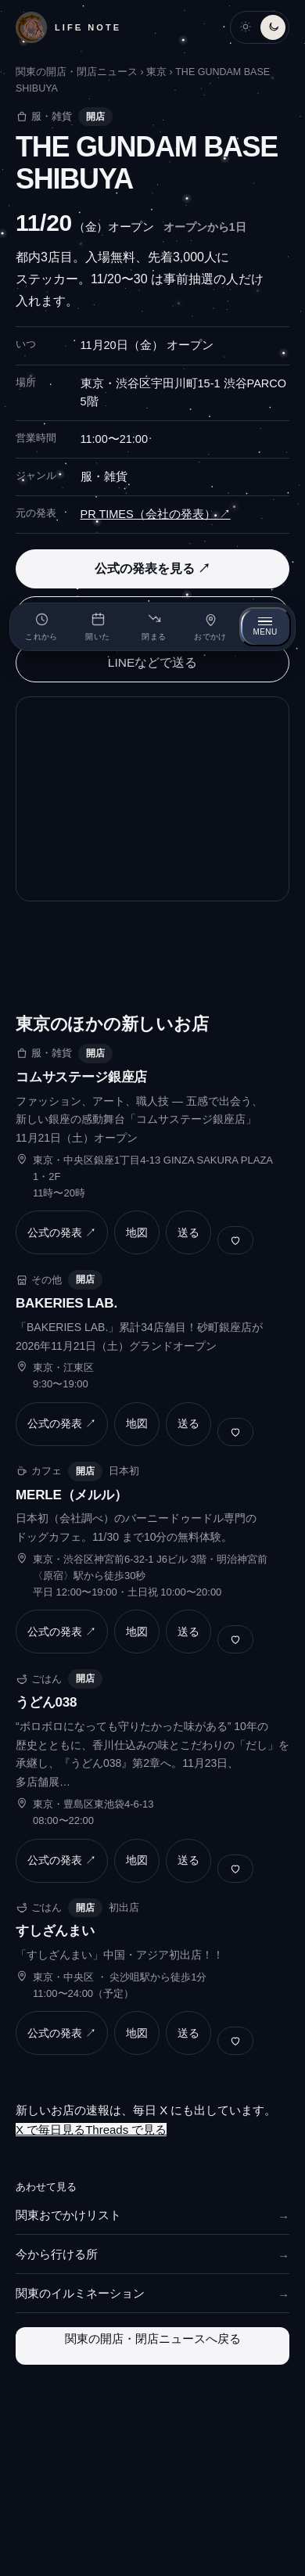 LIFE NOTE
関東の開店・閉店ニュース › 東京 › THE GUNDAM BASE
SHIBUYA
服・雑貨 開店
THE GUNDAM BASE
SHIBUYA
11/20（金）オープン オープンから1日
都内3店目。入場無料、先着3,000人に
ステッカー。11/20〜30 は事前抽選の人だけ
入れます。
いつ 11月20日（金） オープン
場所 東京・渋谷区宇田川町15-1 渋谷PARCO
5階
営業時間 11:00〜21:00
ジャンル 服・雑貨
元の発表 PR TIMES（会社の発表） ↗
公式の発表を見る ↗
これから
開いた
閉まる
おでかけ
MENU
LINEなどで送る
東京のほかの新しいお店
服・雑貨 開店
コムサステージ銀座店
ファッション、アート、職人技 ― 五感で出会う、
新しい銀座の感動舞台「コムサステージ銀座店」
11月21日（土）オープン
東京・中央区銀座1丁目4-13 GINZA SAKURA PLAZA
1・2F
11時〜20時
公式の発表 ↗ 地図 送る
その他 開店
BAKERIES LAB.
「BAKERIES LAB.」累計34店舗目！砂町銀座店が
2026年11月21日（土）グランドオープン
東京・江東区
9:30〜19:00
公式の発表 ↗ 地図 送る
カフェ 開店 日本初
MERLE（メルル）
日本初（会社調べ）のバーニードゥードル専門の
ドッグカフェ。11/30 まで10分の無料体験。
東京・渋谷区神宮前6-32-1 J6ビル 3階・明治神宮前
〈原宿〉駅から徒歩30秒
平日 12:00〜19:00・土日祝 10:00〜20:00
公式の発表 ↗ 地図 送る
ごはん 開店
うどん038
“ボロボロになっても守りたかった味がある” 10年の
歴史とともに、香川仕込みの味とこだわりの「だし」を
承継し、『うどん038』第2章へ。11月23日、
多店舗展…
東京・豊島区東池袋4-6-13
08:00〜22:00
公式の発表 ↗ 地図 送る
ごはん 開店 初出店
すしざんまい
「すしざんまい」中国・アジア初出店！！
東京・中央区 ・ 尖沙咀駅から徒歩1分
11:00〜24:00（予定）
公式の発表 ↗ 地図 送る
新しいお店の速報は、毎日 X にも出しています。
X で毎日見るThreads で見る
あわせて見る
関東おでかけリスト →
今から行ける部 →
関東のイルミネーション →
関東の開店・閉店ニュースへ戻る